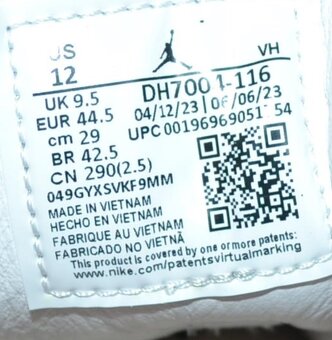 US VH
12 DH7004-116
UK 9.5 04/12/23 06/06/23
EUR 44.5 UPC 00196969051 54
cm 29
BR 42.5
CN 290(2.5)
049GYXSVKF9MM
MADE IN VIETNAM
HECHO EN VIETNAM
FABRIQUE AU VIETNAM
FABRICADO NO VIETNÃ
This product is covered by one or more patents:
www.nike.com/patentsvirtualmarking